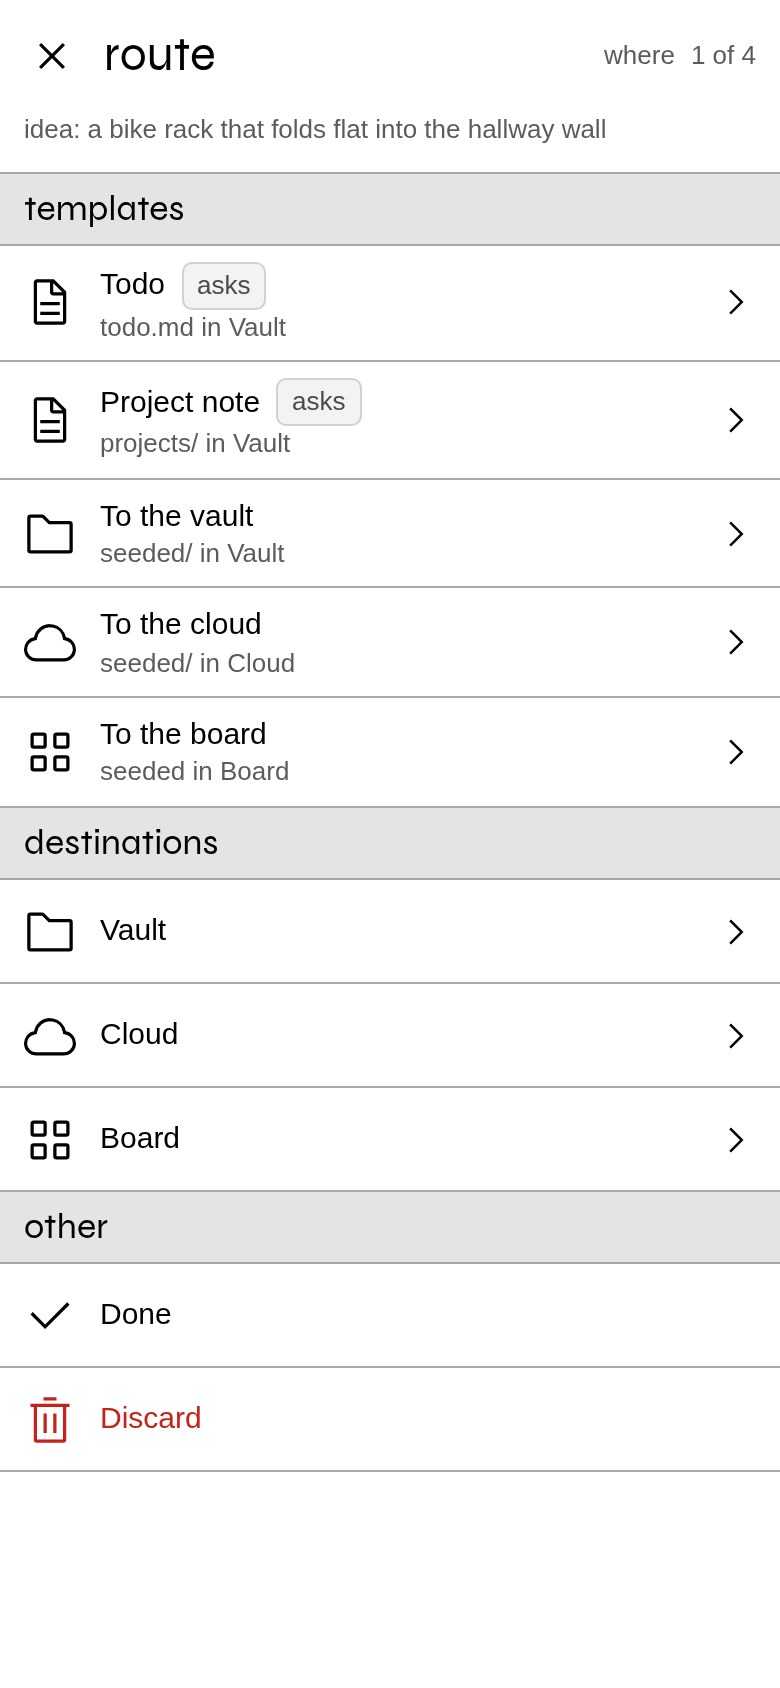 route
where 1 of 4
idea: a bike rack that folds flat into the hallway wall
templates
Todo asks
todo.md in Vault
Project note asks
projects/ in Vault
To the vault
seeded/ in Vault
To the cloud
seeded/ in Cloud
To the board
seeded in Board
destinations
Vault
Cloud
Board
other
Done
Discard